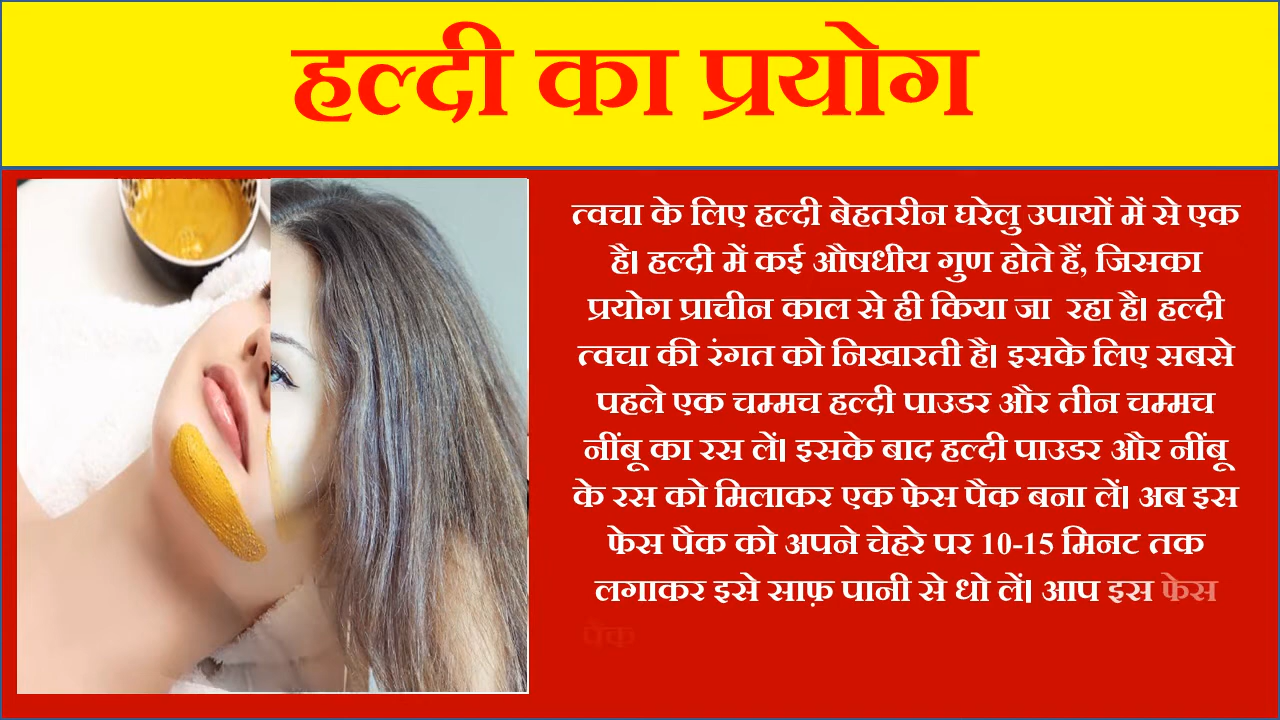 हल्दी का प्रयोग
त्वचा के लिए हल्दी बेहतरीन घरेलु उपायों में से एक
है। हल्दी में कई औषधीय गुण होते हैं, जिसका
प्रयोग प्राचीन काल से ही किया जा रहा है। हल्दी
त्वचा की रंगत को निखारती है। इसके लिए सबसे
पहले एक चम्मच हल्दी पाउडर और तीन चम्मच
नींबू का रस लें। इसके बाद हल्दी पाउडर और नींबू
के रस को मिलाकर एक फेस पैक बना लें। अब इस
फेस पैक को अपने चेहरे पर 10-15 मिनट तक
लगाकर इसे साफ़ पानी से धो लें। आप इस फेस
पैक